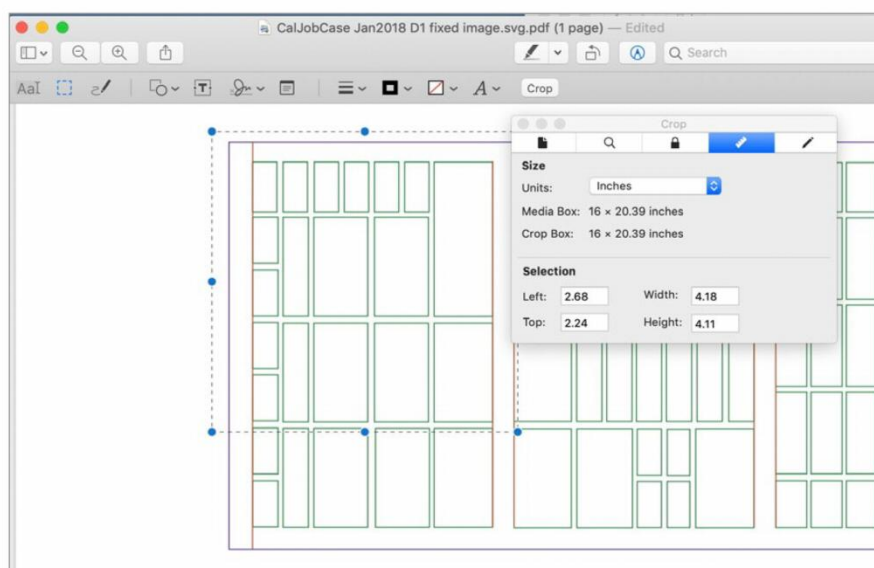 CalJobCase Jan2018 D1 fixed image.svg.pdf (1 page) — Edited
Search
AaI T A Crop
Crop
Size
Units: Inches
Media Box: 16 × 20.39 inches
Crop Box: 16 × 20.39 inches
Selection
Left: 2.68 Width: 4.18
Top: 2.24 Height: 4.11